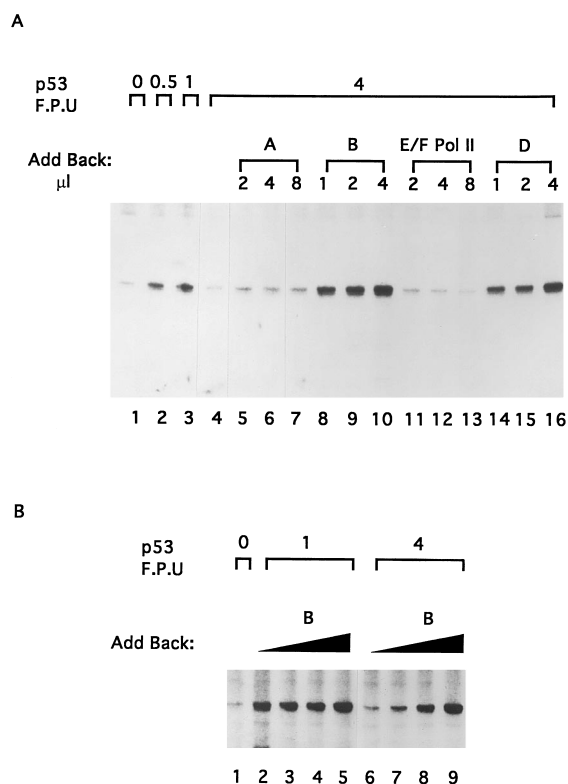 A
p53 0 0.5 1 4
F.P.U
A B E/F Pol II D
Add Back:
µl 2 4 8 1 2 4 2 4 8 1 2 4
1 2 3 4 5 6 7 8 9 10 11 12 13 14 15 16
B
p53 0 1 4
F.P.U
B B
Add Back:
1 2 3 4 5 6 7 8 9